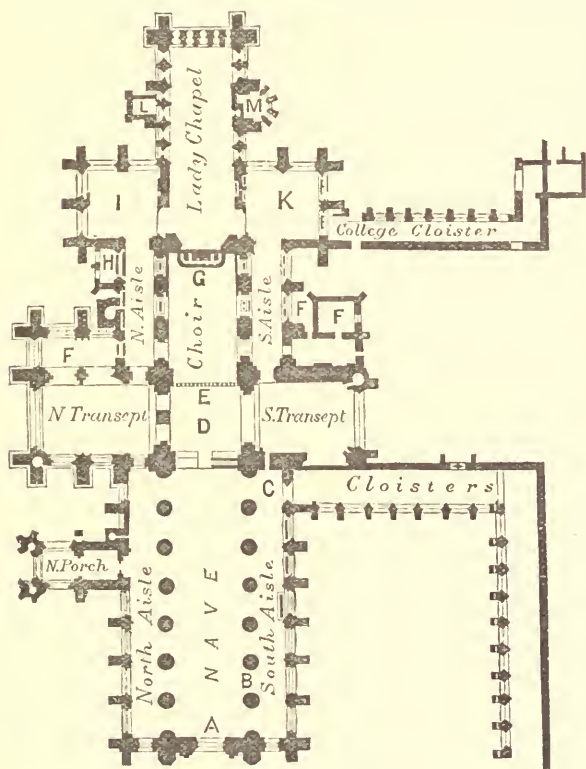 Lady Chapel
L
M
I
K
College Cloister
H
G
N. Aisle
Choir
S. Aisle
F
F
F
E
N Transept
D
S. Transept
C
Cloisters
N. Porch
North Aisle
NAVE
South Aisle
B
A